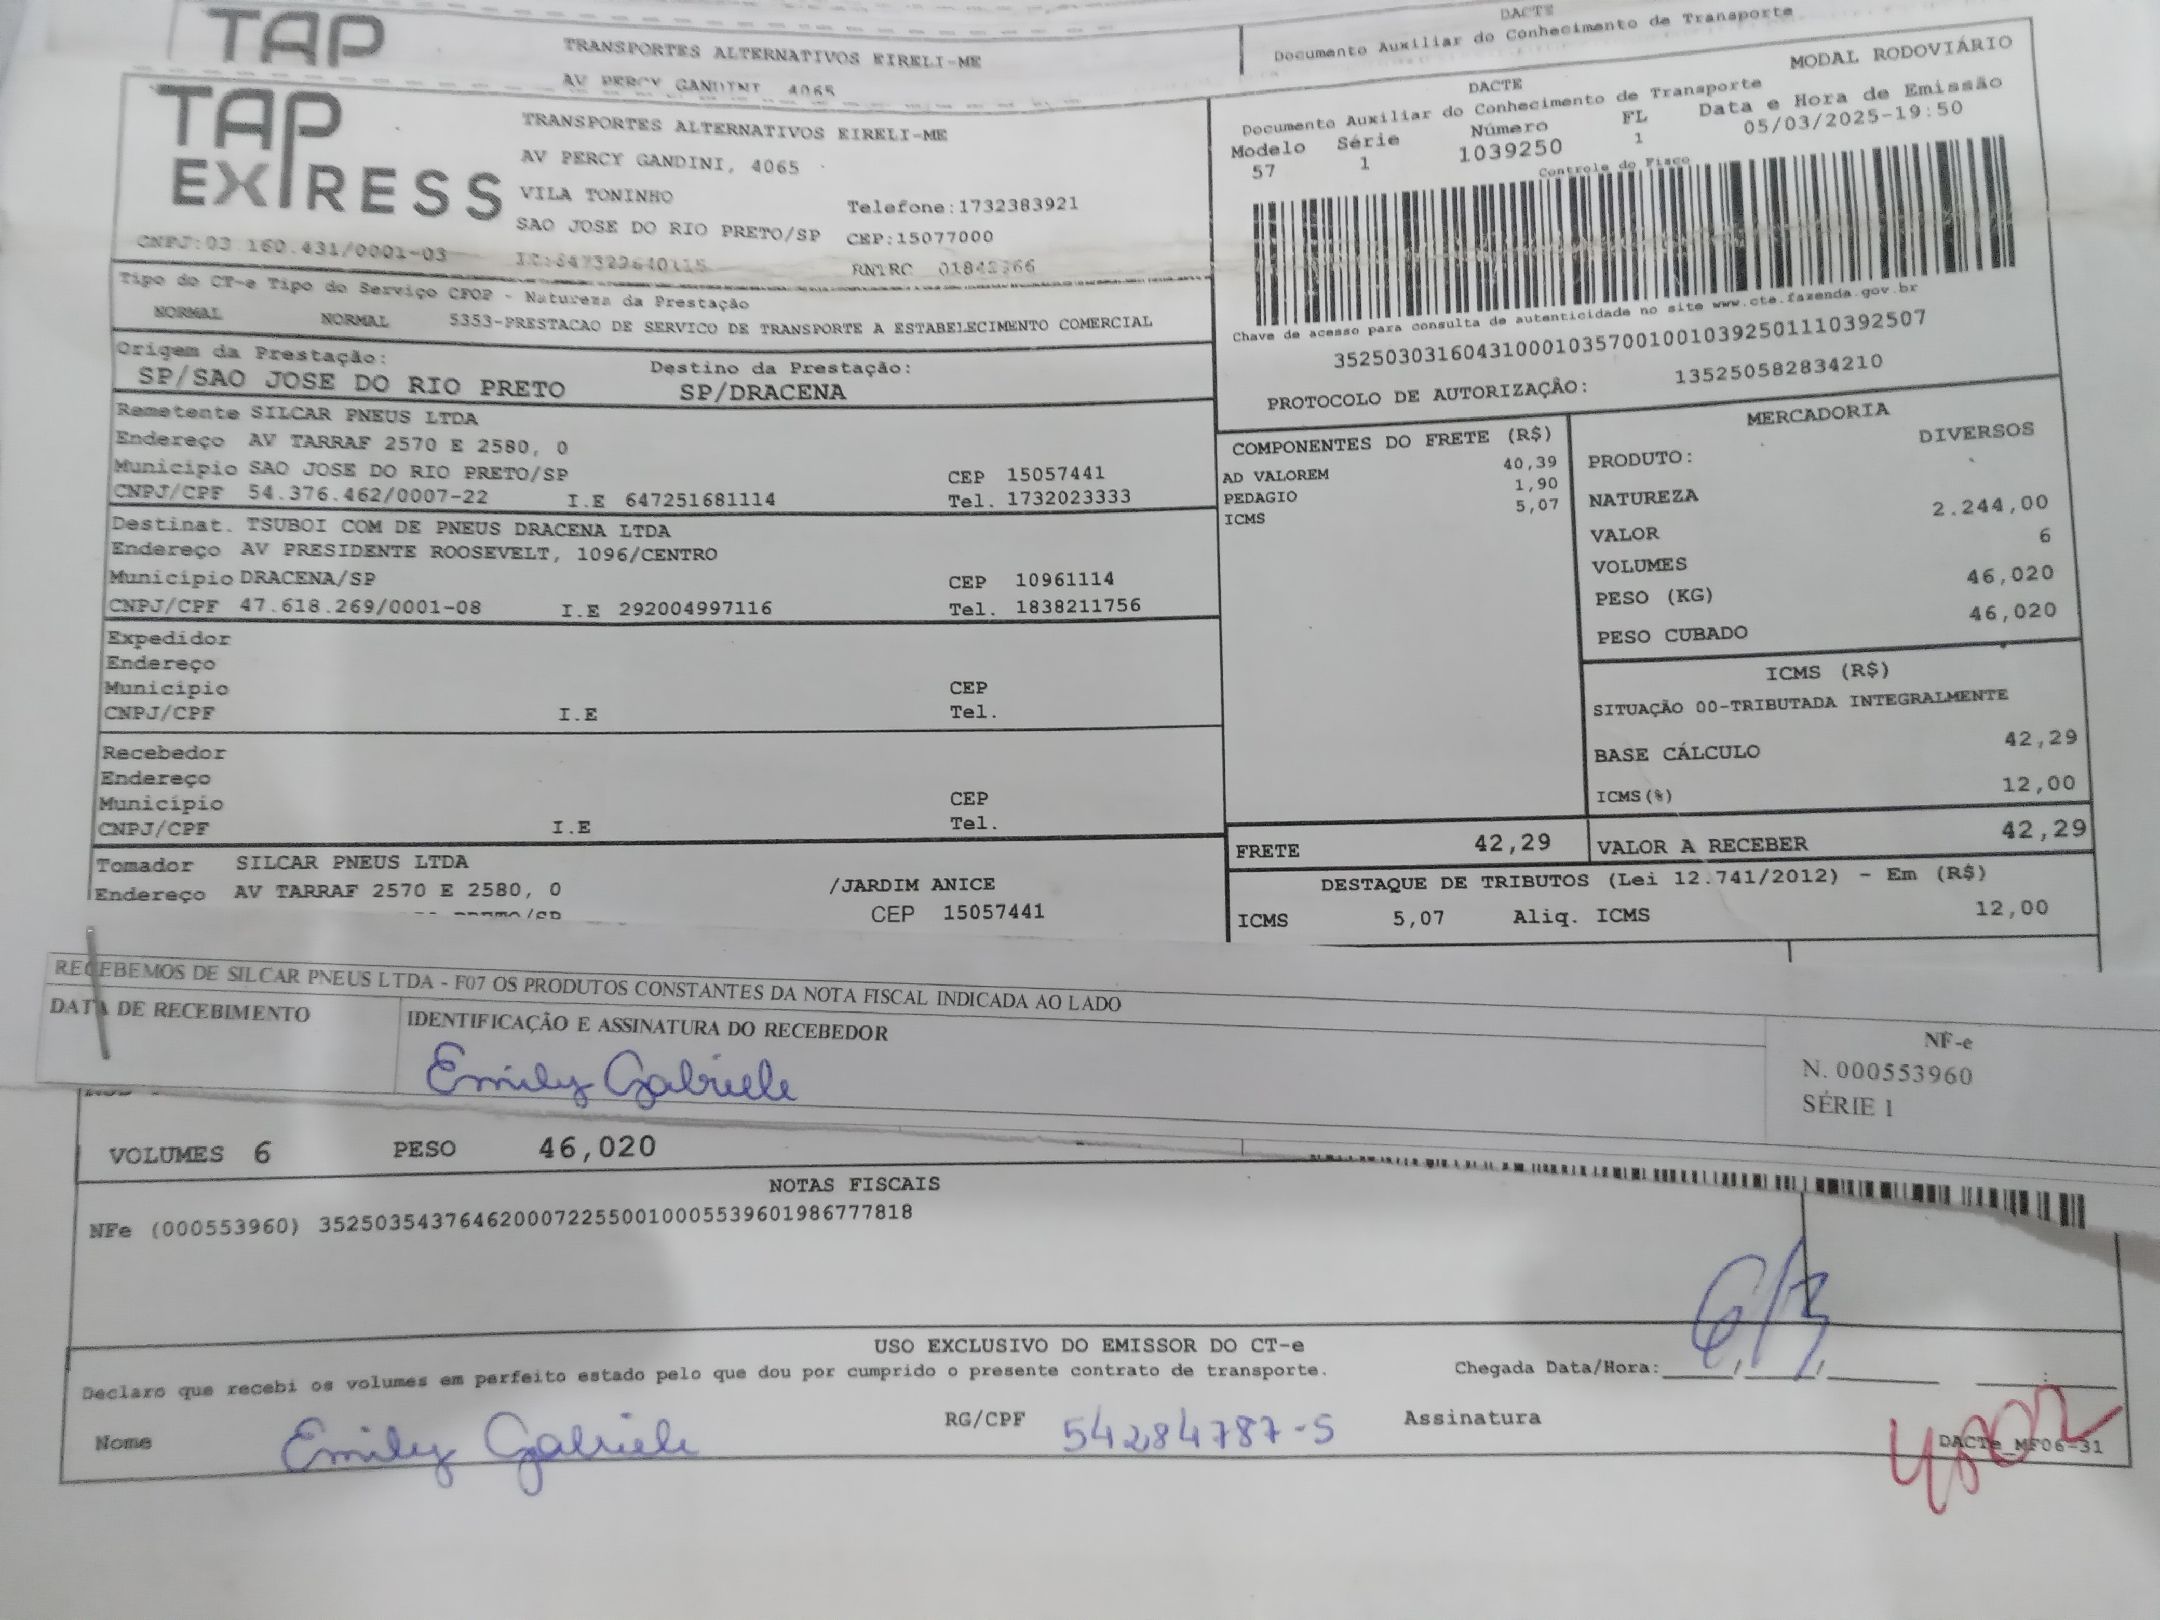 TAP
TRANSPORTES ALTERNATIVOS EIRELI-ME
AV PERCY GANDINI 4065
DACTE
Documento Auxiliar do Conhecimento de Transporte
MODAL RODOVIÁRIO
TAP EXPRESS
TRANSPORTES ALTERNATIVOS EIRELI-ME
AV PERCY GANDINI, 4065
VILA TONINHO
Telefone:1732383921
SAO JOSE DO RIO PRETO/SP CEP:15077000
CNPJ:03 160.431/0001-03
RNTRC
DACTE
Documento Auxiliar do Conhecimento de Transporte
Modelo Série Número FL Data e Hora de Emissão
57 1 1039250 1 05/03/2025-19:50
Controle do Fisco
Chave de acesso para consulta de autenticidade no site www.cte.fazenda.gov.br
35250303160431000103570010010392501110392507
PROTOCOLO DE AUTORIZAÇÃO: 135250582834210
Tipo do CT-e Tipo do Serviço CFOP - Natureza da Prestação
NORMAL NORMAL 5353-PRESTACAO DE SERVICO DE TRANSPORTE A ESTABELECIMENTO COMERCIAL
Origem da Prestação: Destino da Prestação:
SP/SAO JOSE DO RIO PRETO SP/DRACENA
Remetente SILCAR PNEUS LTDA
Endereço AV TARRAF 2570 E 2580, 0
Município SAO JOSE DO RIO PRETO/SP CEP 15057441
CNPJ/CPF 54.376.462/0007-22 I.E 647251681114 Tel. 1732023333
Destinat. TSUBOI COM DE PNEUS DRACENA LTDA
Endereço AV PRESIDENTE ROOSEVELT, 1096/CENTRO
Município DRACENA/SP CEP 10961114
CNPJ/CPF 47.618.269/0001-08 I.E 292004997116 Tel. 1838211756
Expedidor
Endereço
Município CEP
CNPJ/CPF I.E Tel.
Recebedor
Endereço
Município CEP
CNPJ/CPF I.E Tel.
Tomador SILCAR PNEUS LTDA
Endereço AV TARRAF 2570 E 2580, 0 /JARDIM ANICE
CEP 15057441
COMPONENTES DO FRETE (R$)
AD VALOREM 40,39
PEDAGIO 1,90
ICMS 5,07
MERCADORIA
PRODUTO: DIVERSOS
NATUREZA
VALOR 2.244,00
VOLUMES 6
PESO (KG) 46,020
PESO CUBADO 46,020
ICMS (R$)
SITUAÇÃO 00-TRIBUTADA INTEGRALMENTE
BASE CÁLCULO 42,29
ICMS(%) 12,00
FRETE 42,29 VALOR A RECEBER 42,29
DESTAQUE DE TRIBUTOS (Lei 12.741/2012) - Em (R$)
ICMS 5,07 Aliq. ICMS 12,00
RECEBEMOS DE SILCAR PNEUS LTDA - F07 OS PRODUTOS CONSTANTES DA NOTA FISCAL INDICADA AO LADO
DATA DE RECEBIMENTO IDENTIFICAÇÃO E ASSINATURA DO RECEBEDOR
Emily Gabriele
NF-e
N. 000553960
SÉRIE 1
VOLUMES 6 PESO 46,020
NOTAS FISCAIS
NFe (000553960) 35250354376462000722550010005539601986777818
USO EXCLUSIVO DO EMISSOR DO CT-e
Declaro que recebi os volumes em perfeito estado pelo que dou por cumprido o presente contrato de transporte.
Chegada Data/Hora: 6/3
Nome Emily Gabriele RG/CPF 54284787-5 Assinatura
DACTe_MF06-31